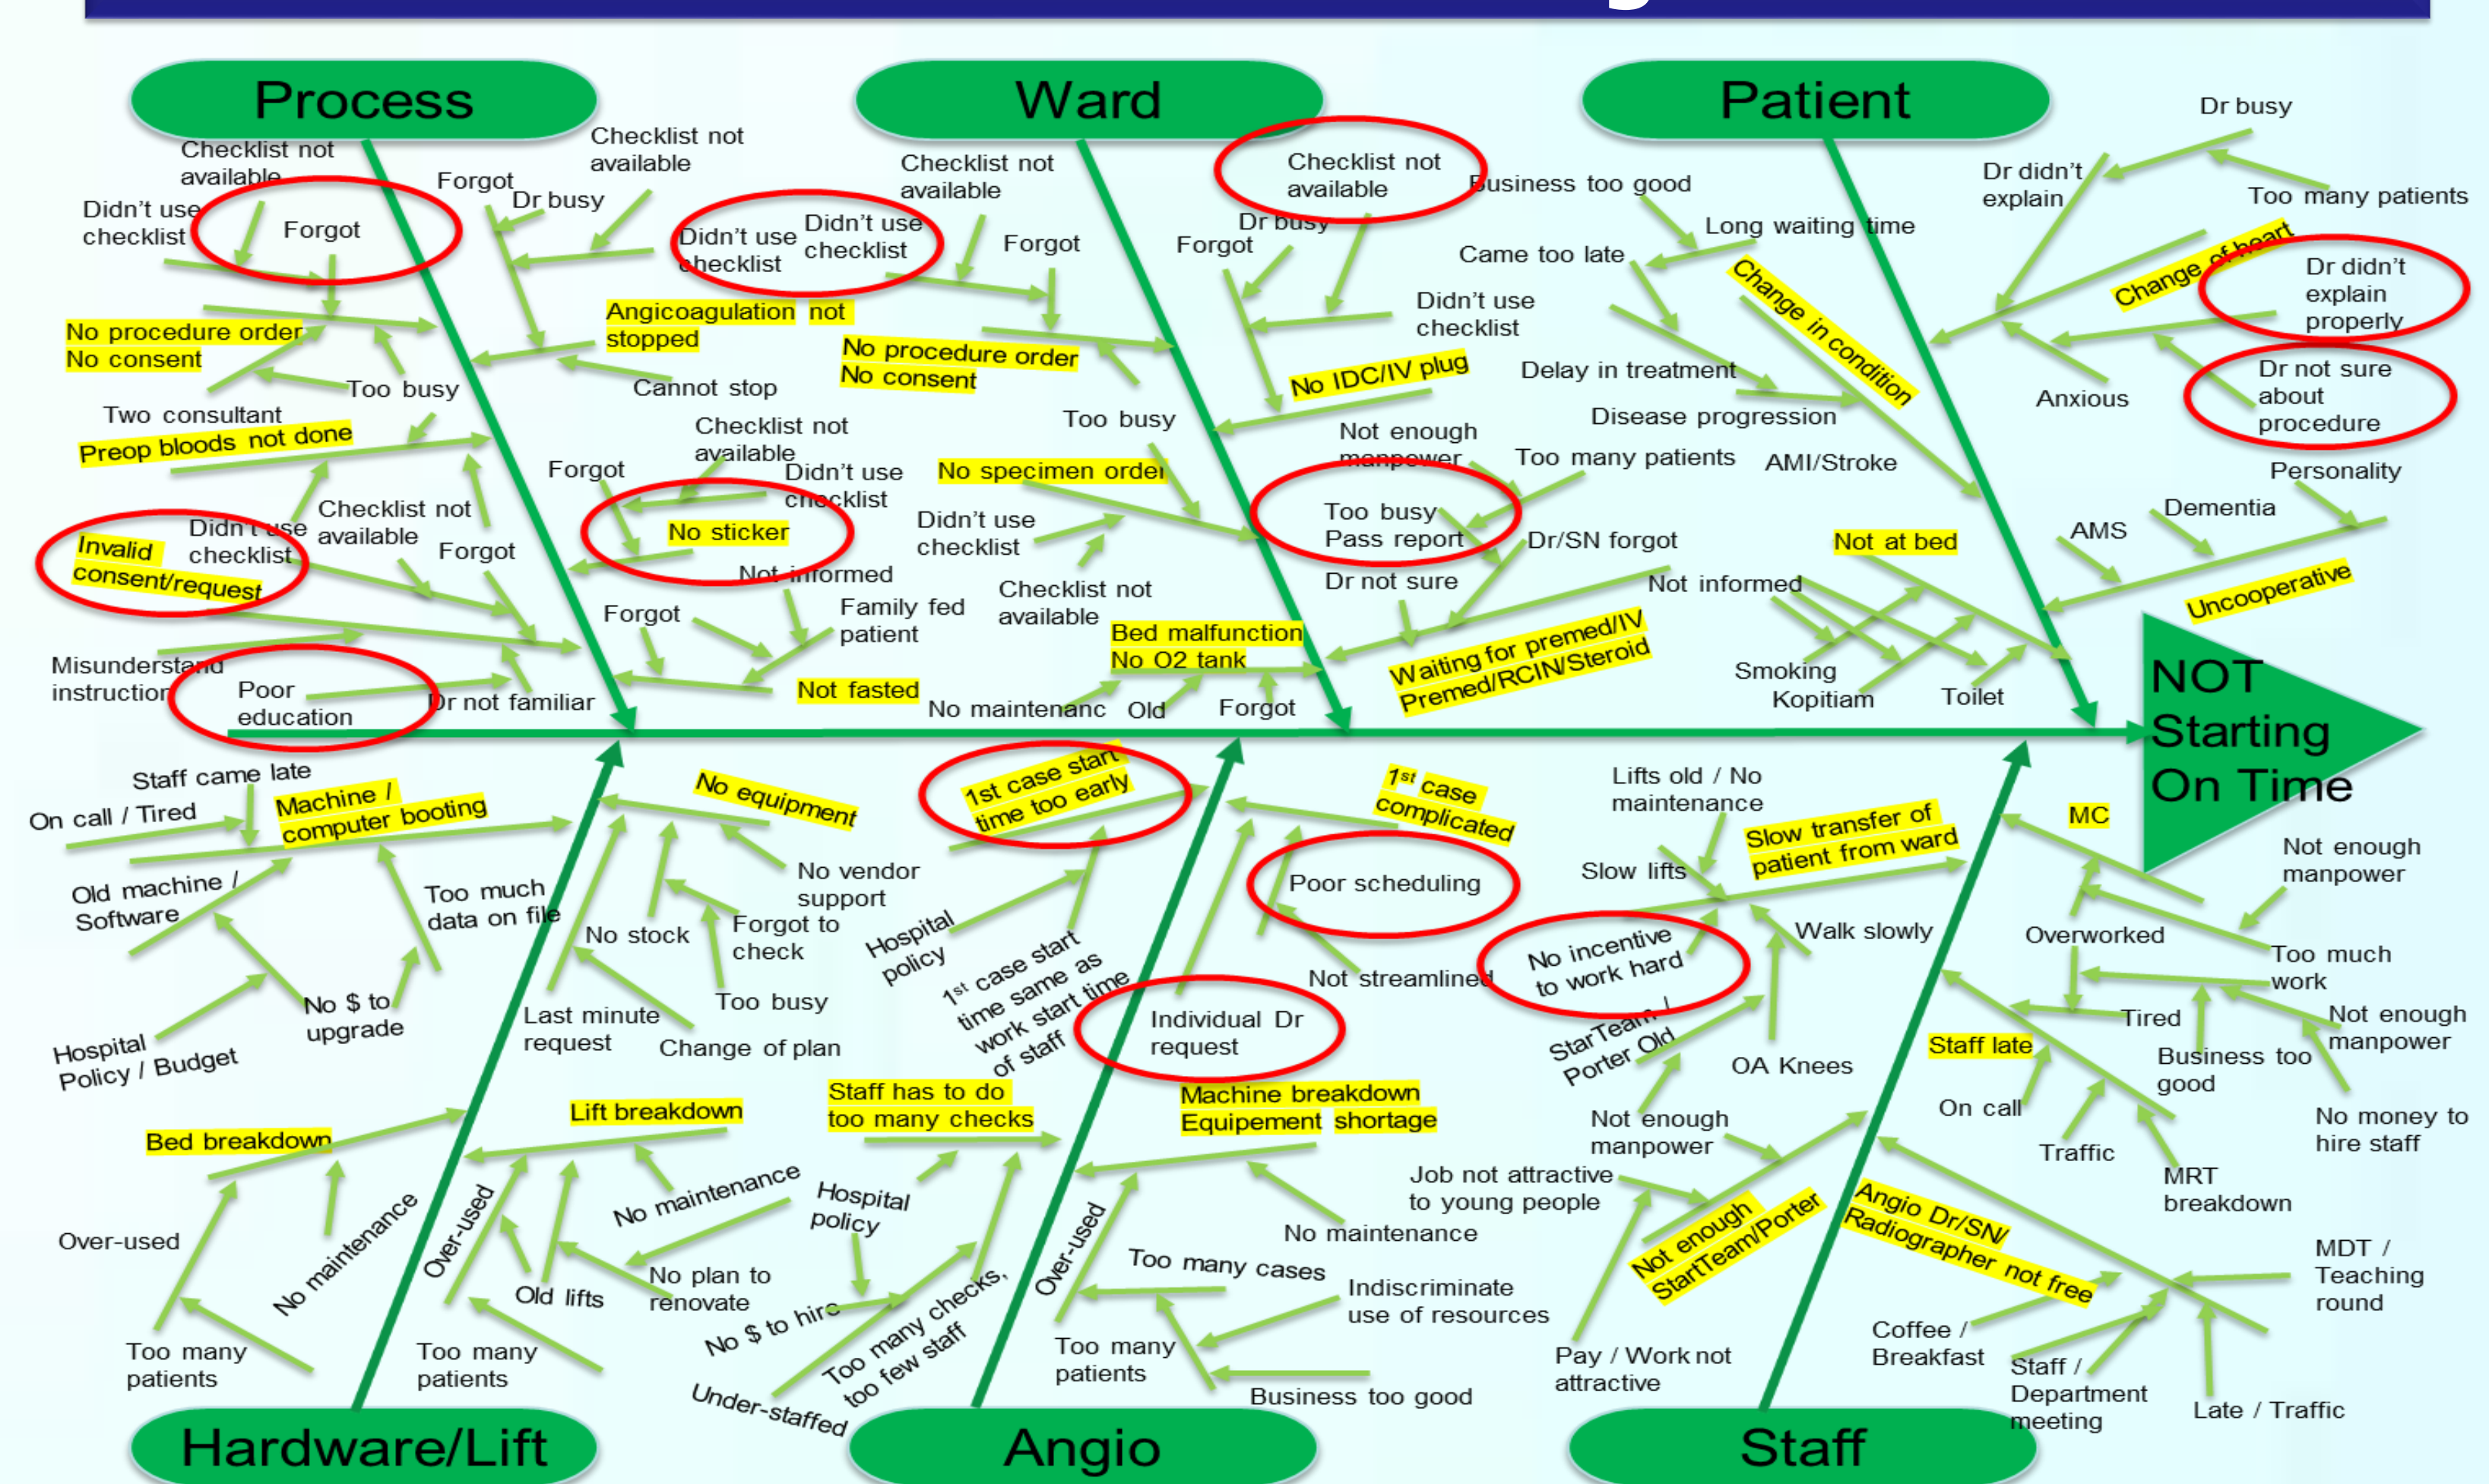 Process
Ward
Patient
Checklist not
available
Didn't use
checklist
Forgot
Forgot
Dr busy
Checklist not
available
No procedure order
No consent
Too busy
Two consultant
Angicoagulation not
stopped
Cannot stop
Preop bloods not done
Didn't use
checklist
Checklist not
available
Forgot
Invalid
consent/request
Misunderstand
instruction
Poor
education
Dr not familiar
Forgot
Checklist not
available
Didn't use
checklist
No sticker
Not informed
Forgot
Family fed
patient
Not fasted
Didn't use
checklist
Didn't use
checklist
Checklist not
available
Forgot
No procedure order
No consent
Too busy
Forgot
Dr busy
Checklist not
available
Didn't use
checklist
No IDC/IV plug
No specimen order
Didn't use
checklist
Checklist not
available
Not enough
manpower
Too many patients
Too busy
Pass report
Dr/SN forgot
Dr not sure
Waiting for premed/IV
Premed/RCIN/Steroid
Bed malfunction
No O2 tank
No maintenanc
Old
Forgot
Business too good
Long waiting time
Came too late
Change in condition
Delay in treatment
Disease progression
AMI/Stroke
Dr busy
Dr didn't
explain
Too many patients
Change of heart
Dr didn't
explain
properly
Dr not sure
about
procedure
Anxious
Personality
Dementia
AMS
Uncooperative
Not at bed
Not informed
Smoking
Kopitiam
Toilet
NOT
Starting
On Time
Staff came late
On call / Tired
Machine /
computer booting
Old machine /
Software
Too much
data on file
No $ to
upgrade
Hospital
Policy / Budget
No equipment
No vendor
support
No stock
Forgot to
check
Too busy
Last minute
request
Change of plan
Bed breakdown
Over-used
No maintenance
Too many
patients
Lift breakdown
Over-used
No maintenance
Old lifts
No plan to
renovate
Too many
patients
1st case start
time too early
Hospital
policy
1st case start
time same as
work start time
of staff
1st case
complicated
Poor scheduling
Not streamlined
Individual Dr
request
Staff has to do
too many checks
Hospital
policy
No $ to hire
Too many checks,
too few staff
Under-staffed
Machine breakdown
Equipement shortage
No maintenance
Over-used
Too many cases
Indiscriminate
use of resources
Too many
patients
Business too good
Lifts old / No
maintenance
Slow lifts
Slow transfer of
patient from ward
No incentive
to work hard
Walk slowly
StarTeam /
Porter Old
OA Knees
Not enough
manpower
Job not attractive
to young people
Not enough
StartTeam/Porter
Pay / Work not
attractive
MC
Not enough
manpower
Overworked
Too much
work
Tired
Not enough
manpower
Business too
good
No money to
hire staff
Staff late
On call
Traffic
MRT
breakdown
Angio Dr/SN/
Radiographer not free
MDT /
Teaching
round
Coffee /
Breakfast
Staff /
Department
meeting
Late / Traffic
Hardware/Lift
Angio
Staff